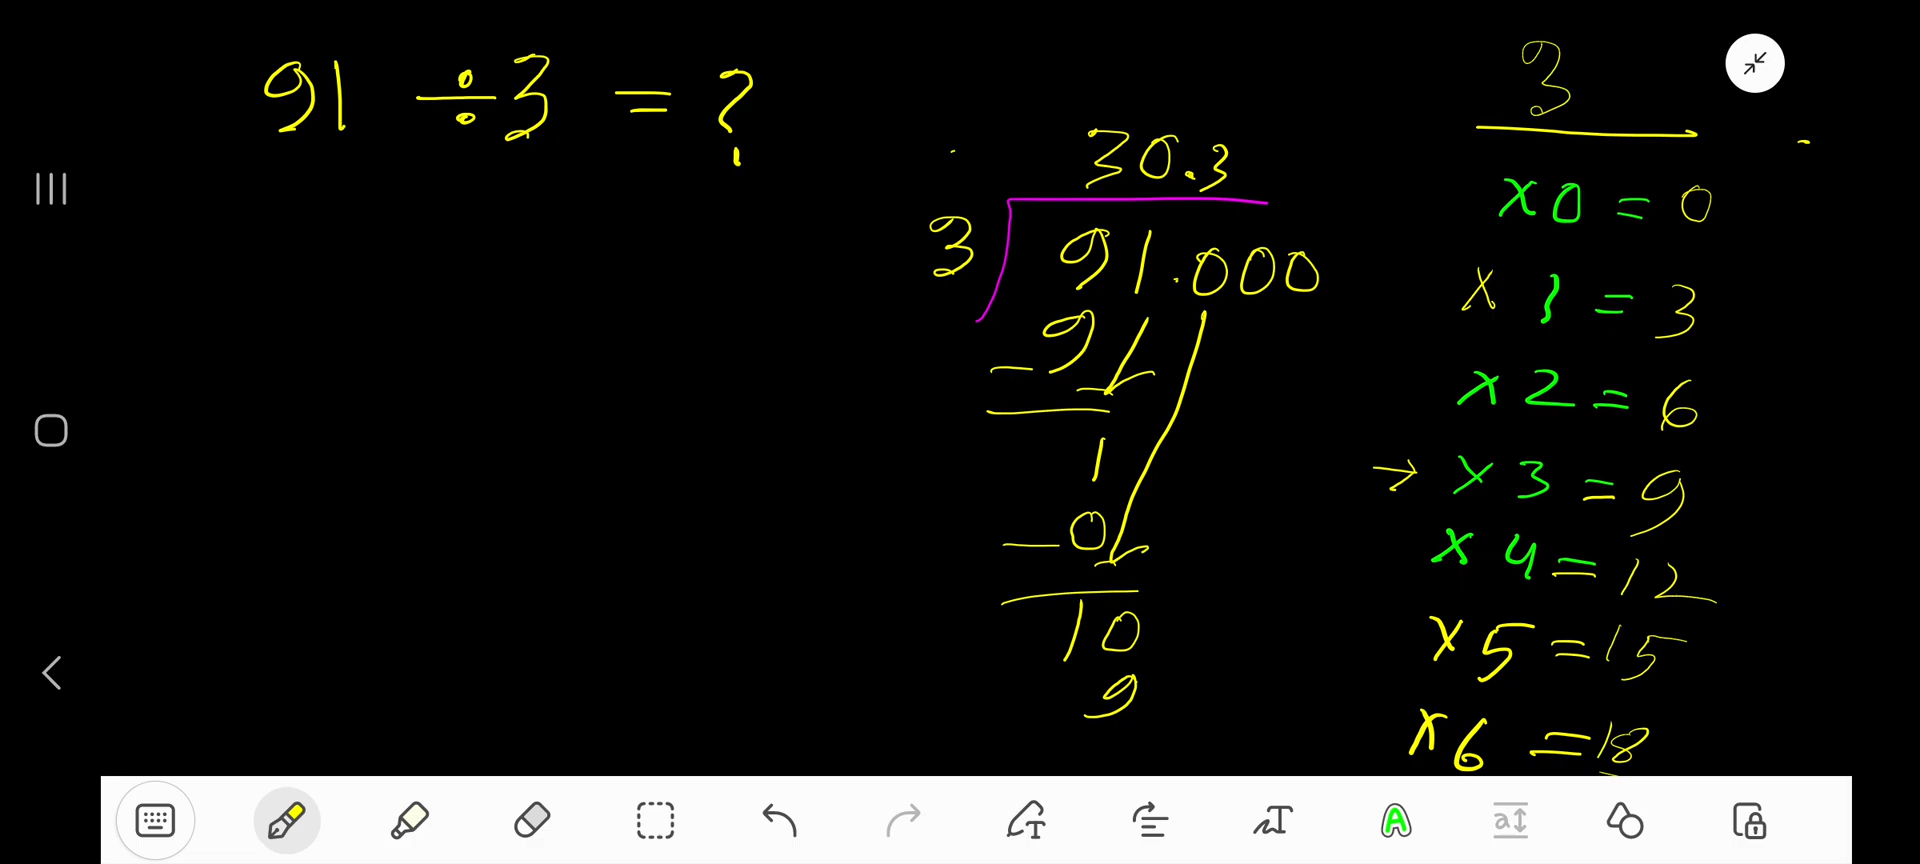 91 ÷ 3 = ?
30.3
3 91.000
- 9
1
- 0
10
9
3
x 0 = 0
x 1 = 3
x 2 = 6
→ x 3 = 9
x 4 = 12
x 5 = 15
x 6 = 18